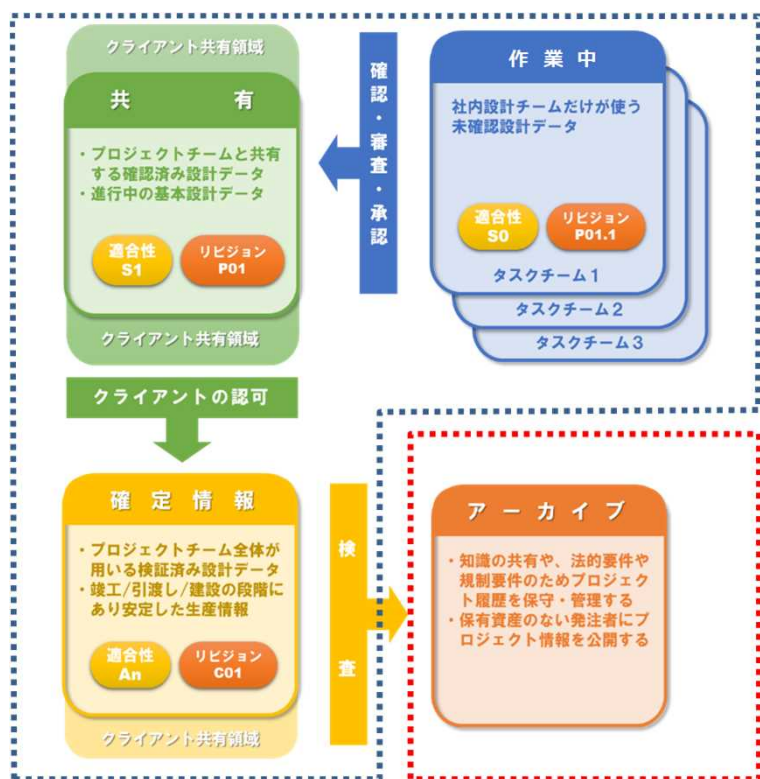 クライアント共有領域
共有
・プロジェクトチームと共有
する確認済み設計データ
・進行中の基本設計データ
適合性
S1
リビジョン
P01
クライアント共有領域
確認・審査・承認
作業中
社内設計チームだけが使う
未確認設計データ
適合性
S0
リビジョン
P01.1
タスクチーム1
タスクチーム2
タスクチーム3
クライアントの認可
確定情報
・プロジェクトチーム全体が
用いる検証済み設計データ
・竣工/引渡し/建設の段階に
あり安定した生産情報
適合性
An
リビジョン
C01
クライアント共有領域
検査
アーカイブ
・知識の共有や、法的要件や
規制要件のためプロジェク
ト履歴を保守・管理する
・保有資産のない発注者にプ
ロジェクト情報を公開する